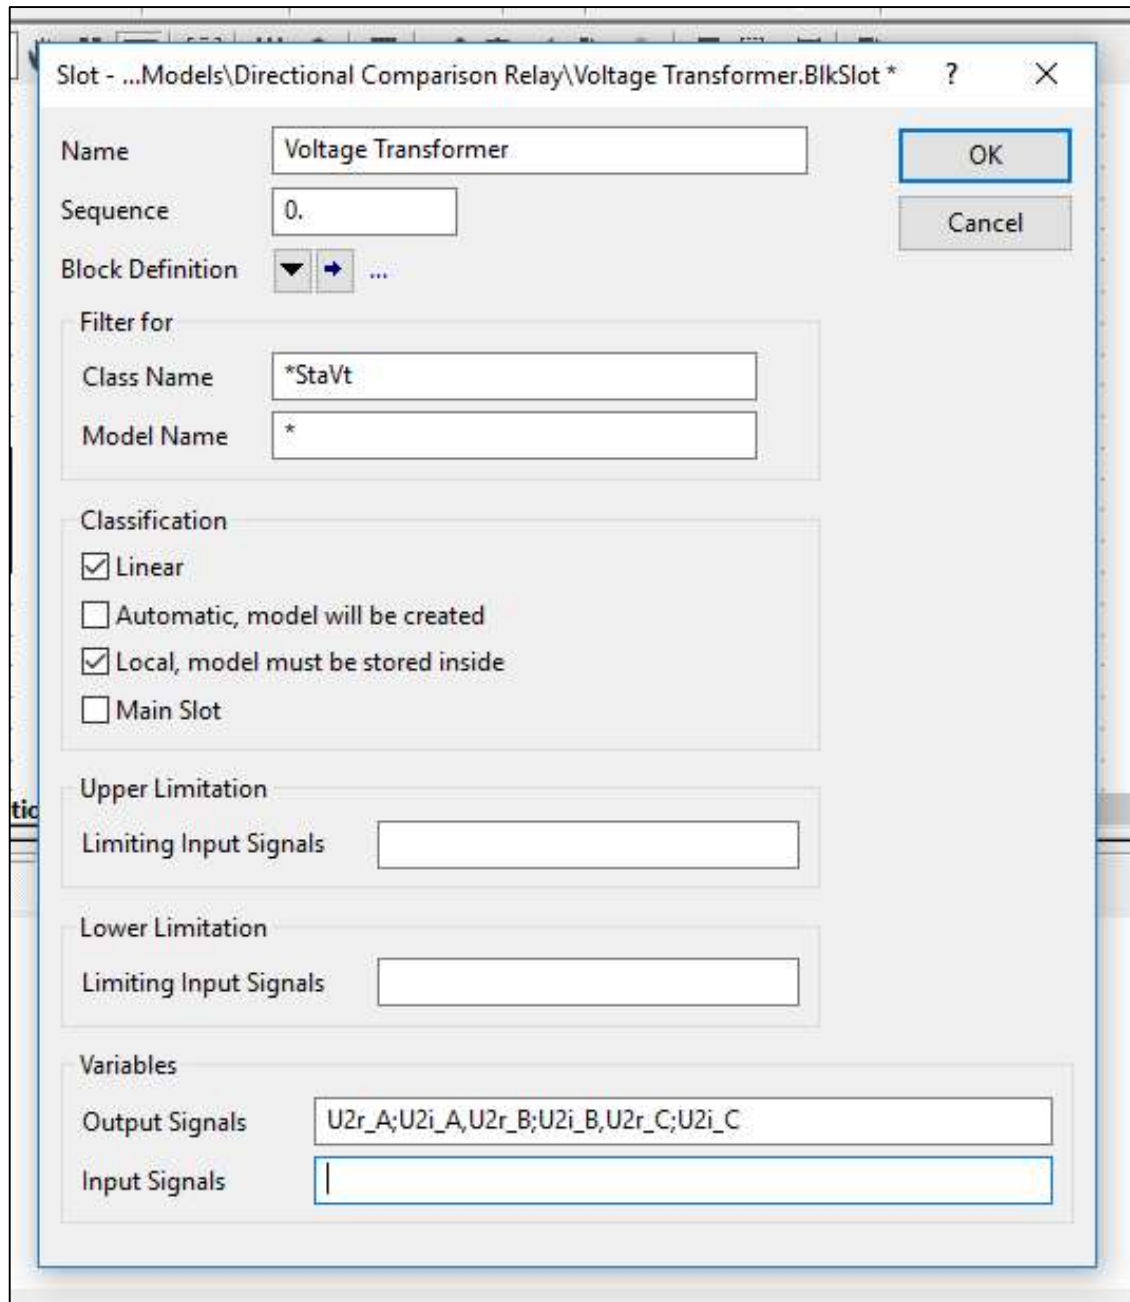 Slot - ...Models\Directional Comparison Relay\Voltage Transformer.BlkSlot * ?
Name Voltage Transformer OK
Sequence 0. Cancel
Block Definition ...
Filter for
Class Name *StaVt
Model Name *
Classification
Linear
Automatic, model will be created
Local, model must be stored inside
Main Slot
Upper Limitation
tio
Limiting Input Signals
Lower Limitation
Limiting Input Signals
Variables
Output Signals U2r_A;U2i_A,U2r_B;U2i_B,U2r_C;U2i_C
Input Signals